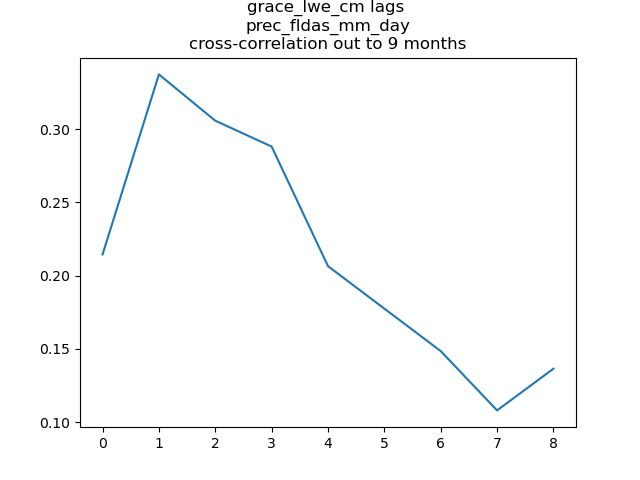 grace_lwe_cm lags
prec_fldas_mm_day
cross-correlation out to 9 months
0.30
0.25
0.20
0.15
0.10
0 1 2 3 4 5 6 7 8